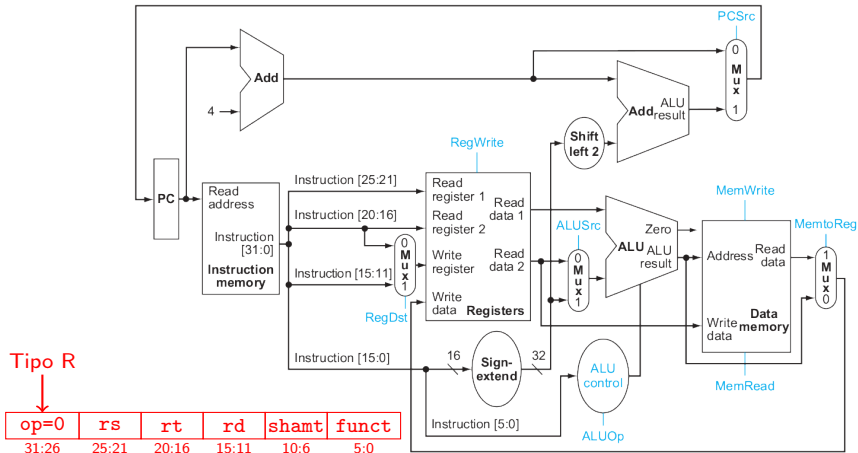 PCSrc
0
M
u
x
1
Add
4
Add
ALU
result
Shift
left 2
RegWrite
PC
Read
address
Instruction
[31:0]
Instruction
memory
Instruction [25:21]
Instruction [20:16]
Instruction [15:11]
0
M
u
x
1
RegDst
Read
register 1
Read
register 2
Write
register
Write
data
Read
data 1
Read
data 2
Registers
ALUSrc
0
M
u
x
1
Zero
ALU
ALU
result
MemWrite
Address
Read
data
Write
data
Data
memory
MemRead
MemtoReg
1
M
u
x
0
Instruction [15:0]
16
Sign-
extend
32
ALU
control
ALUOp
Instruction [5:0]
Tipo R
op=0 rs rt rd shamt funct
31:26 25:21 20:16 15:11 10:6 5:0